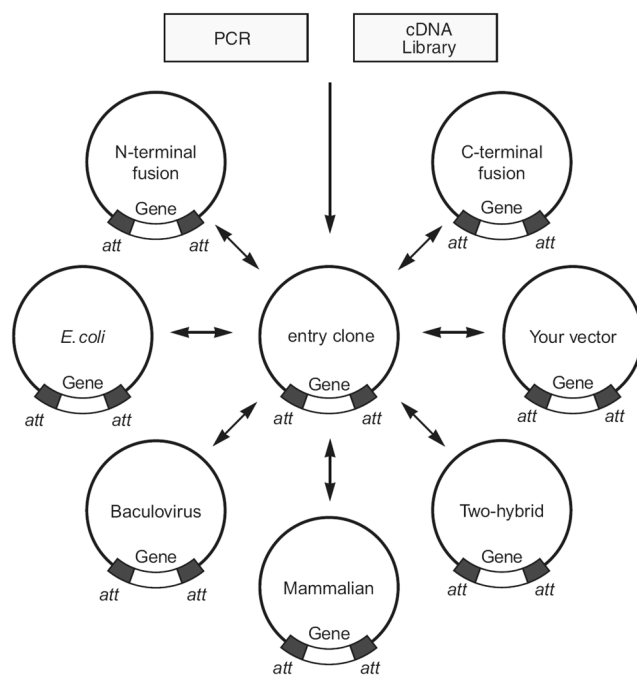 PCR
cDNA
Library
N-terminal
fusion
Gene
att att
C-terminal
fusion
Gene
att att
E. coli
Gene
att att
entry clone
Gene
att att
Your vector
Gene
att att
Baculovirus
Gene
att att
Mammalian
Gene
att att
Two-hybrid
Gene
att att